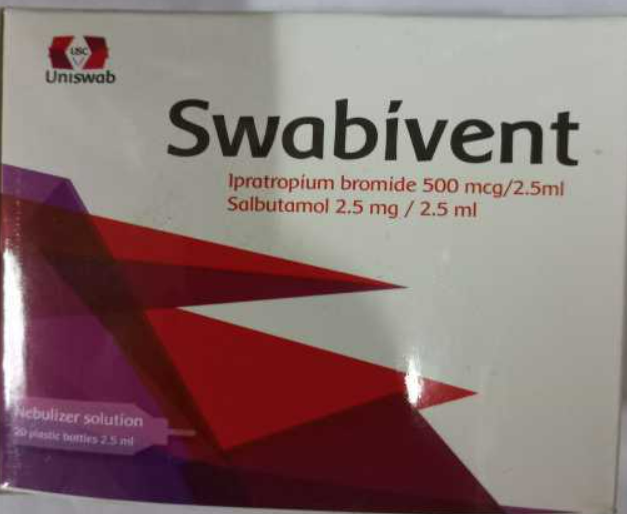 USC
Uniswab
Swabivent
Ipratropium bromide 500 mcg/2.5ml
Salbutamol 2.5 mg / 2.5 ml
Nebulizer solution
20 plastic bottles 2.5 ml